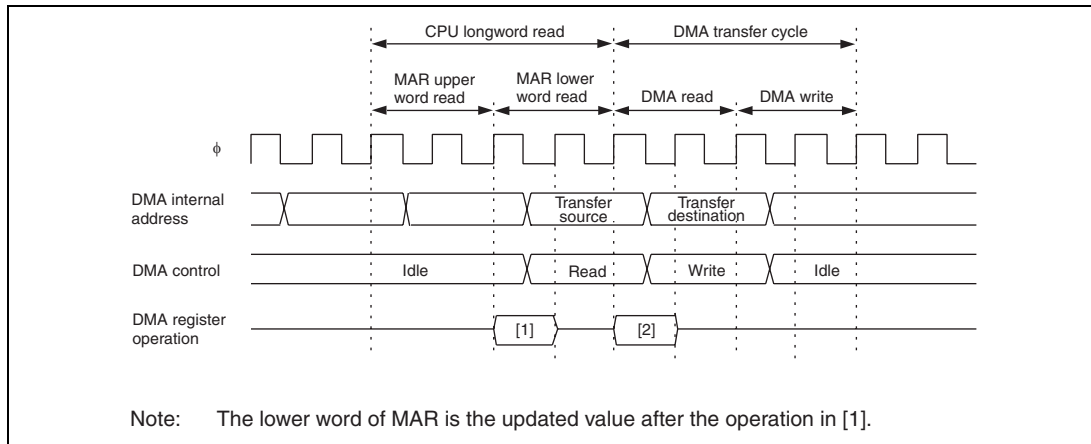 CPU longword read DMA transfer cycle
MAR upper word read MAR lower word read DMA read DMA write
φ
DMA internal address
Transfer source Transfer destination
DMA control Idle Read Write Idle
DMA register operation [1] [2]
Note: The lower word of MAR is the updated value after the operation in [1].